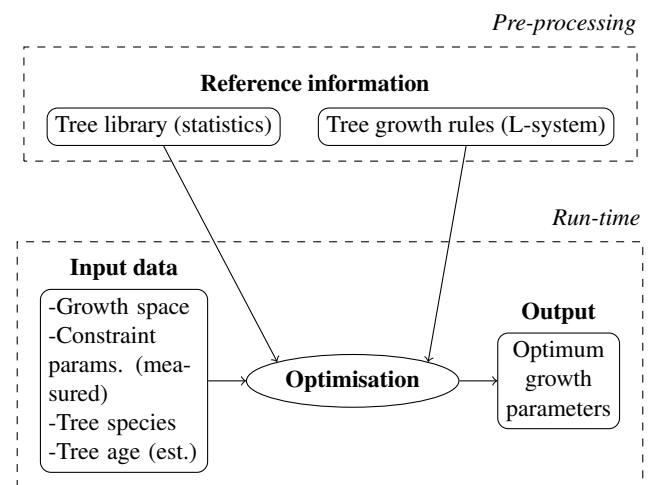 Pre-processing
Reference information
Tree library (statistics)
Tree growth rules (L-system)
Run-time
Input data
-Growth space
-Constraint
params. (mea-
sured)
-Tree species
-Tree age (est.)
Optimisation
Output
Optimum
growth
parameters